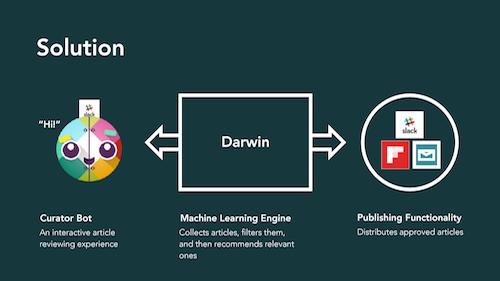 Solution
slack
"Hi!"
Darwin
slack
Curator Bot
An interactive article
reviewing experience
Machine Learning Engine
Collects articles, filters them,
and then recommends relevant
ones
Publishing Functionality
Distributes approved articles